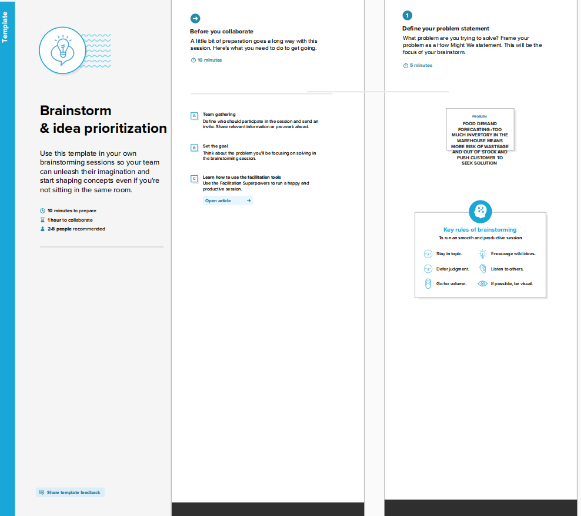 Template
Brainstorm
& idea prioritization
Use this template in your own
brainstorming sessions so your team
can unleash their imagination and
start shaping concepts even if you're
not sitting in the same room.
10 minutes to prepare
1 hour to collaborate
2-8 people recommended
Share template feedback
Before you collaborate
A little bit of preparation goes a long way with this
session. Here's what you need to do to get going.
10 minutes
A
Team gathering
Define who should participate in the session and send an
invite. Share relevant information or pre-work ahead.
B
Set the goal
Think about the problem you'll be focusing on solving in
the brainstorming session.
C
Learn how to use the facilitation tools
Use the Facilitation Superpowers to run a happy and
productive session.
Open article
1
Define your problem statement
What problem are you trying to solve? Frame your
problem as a How Might We statement. This will be the
focus of your brainstorm.
5 minutes
PROBLEM
FOOD DEMAND
FORECASTING-TOO
MUCH INVERTORY IN THE
WAREHOUSE MEANS
MORE RISK OF WASTRAGE
AND OUT OF STOCK AND
PUSH CUSTOMER TO
SEEK SOLUTION
Key rules of brainstorming
To run an smooth and productive session
Stay in topic.
Encourage wild ideas.
Defer judgment.
Listen to others.
Go for volume.
If possible, be visual.